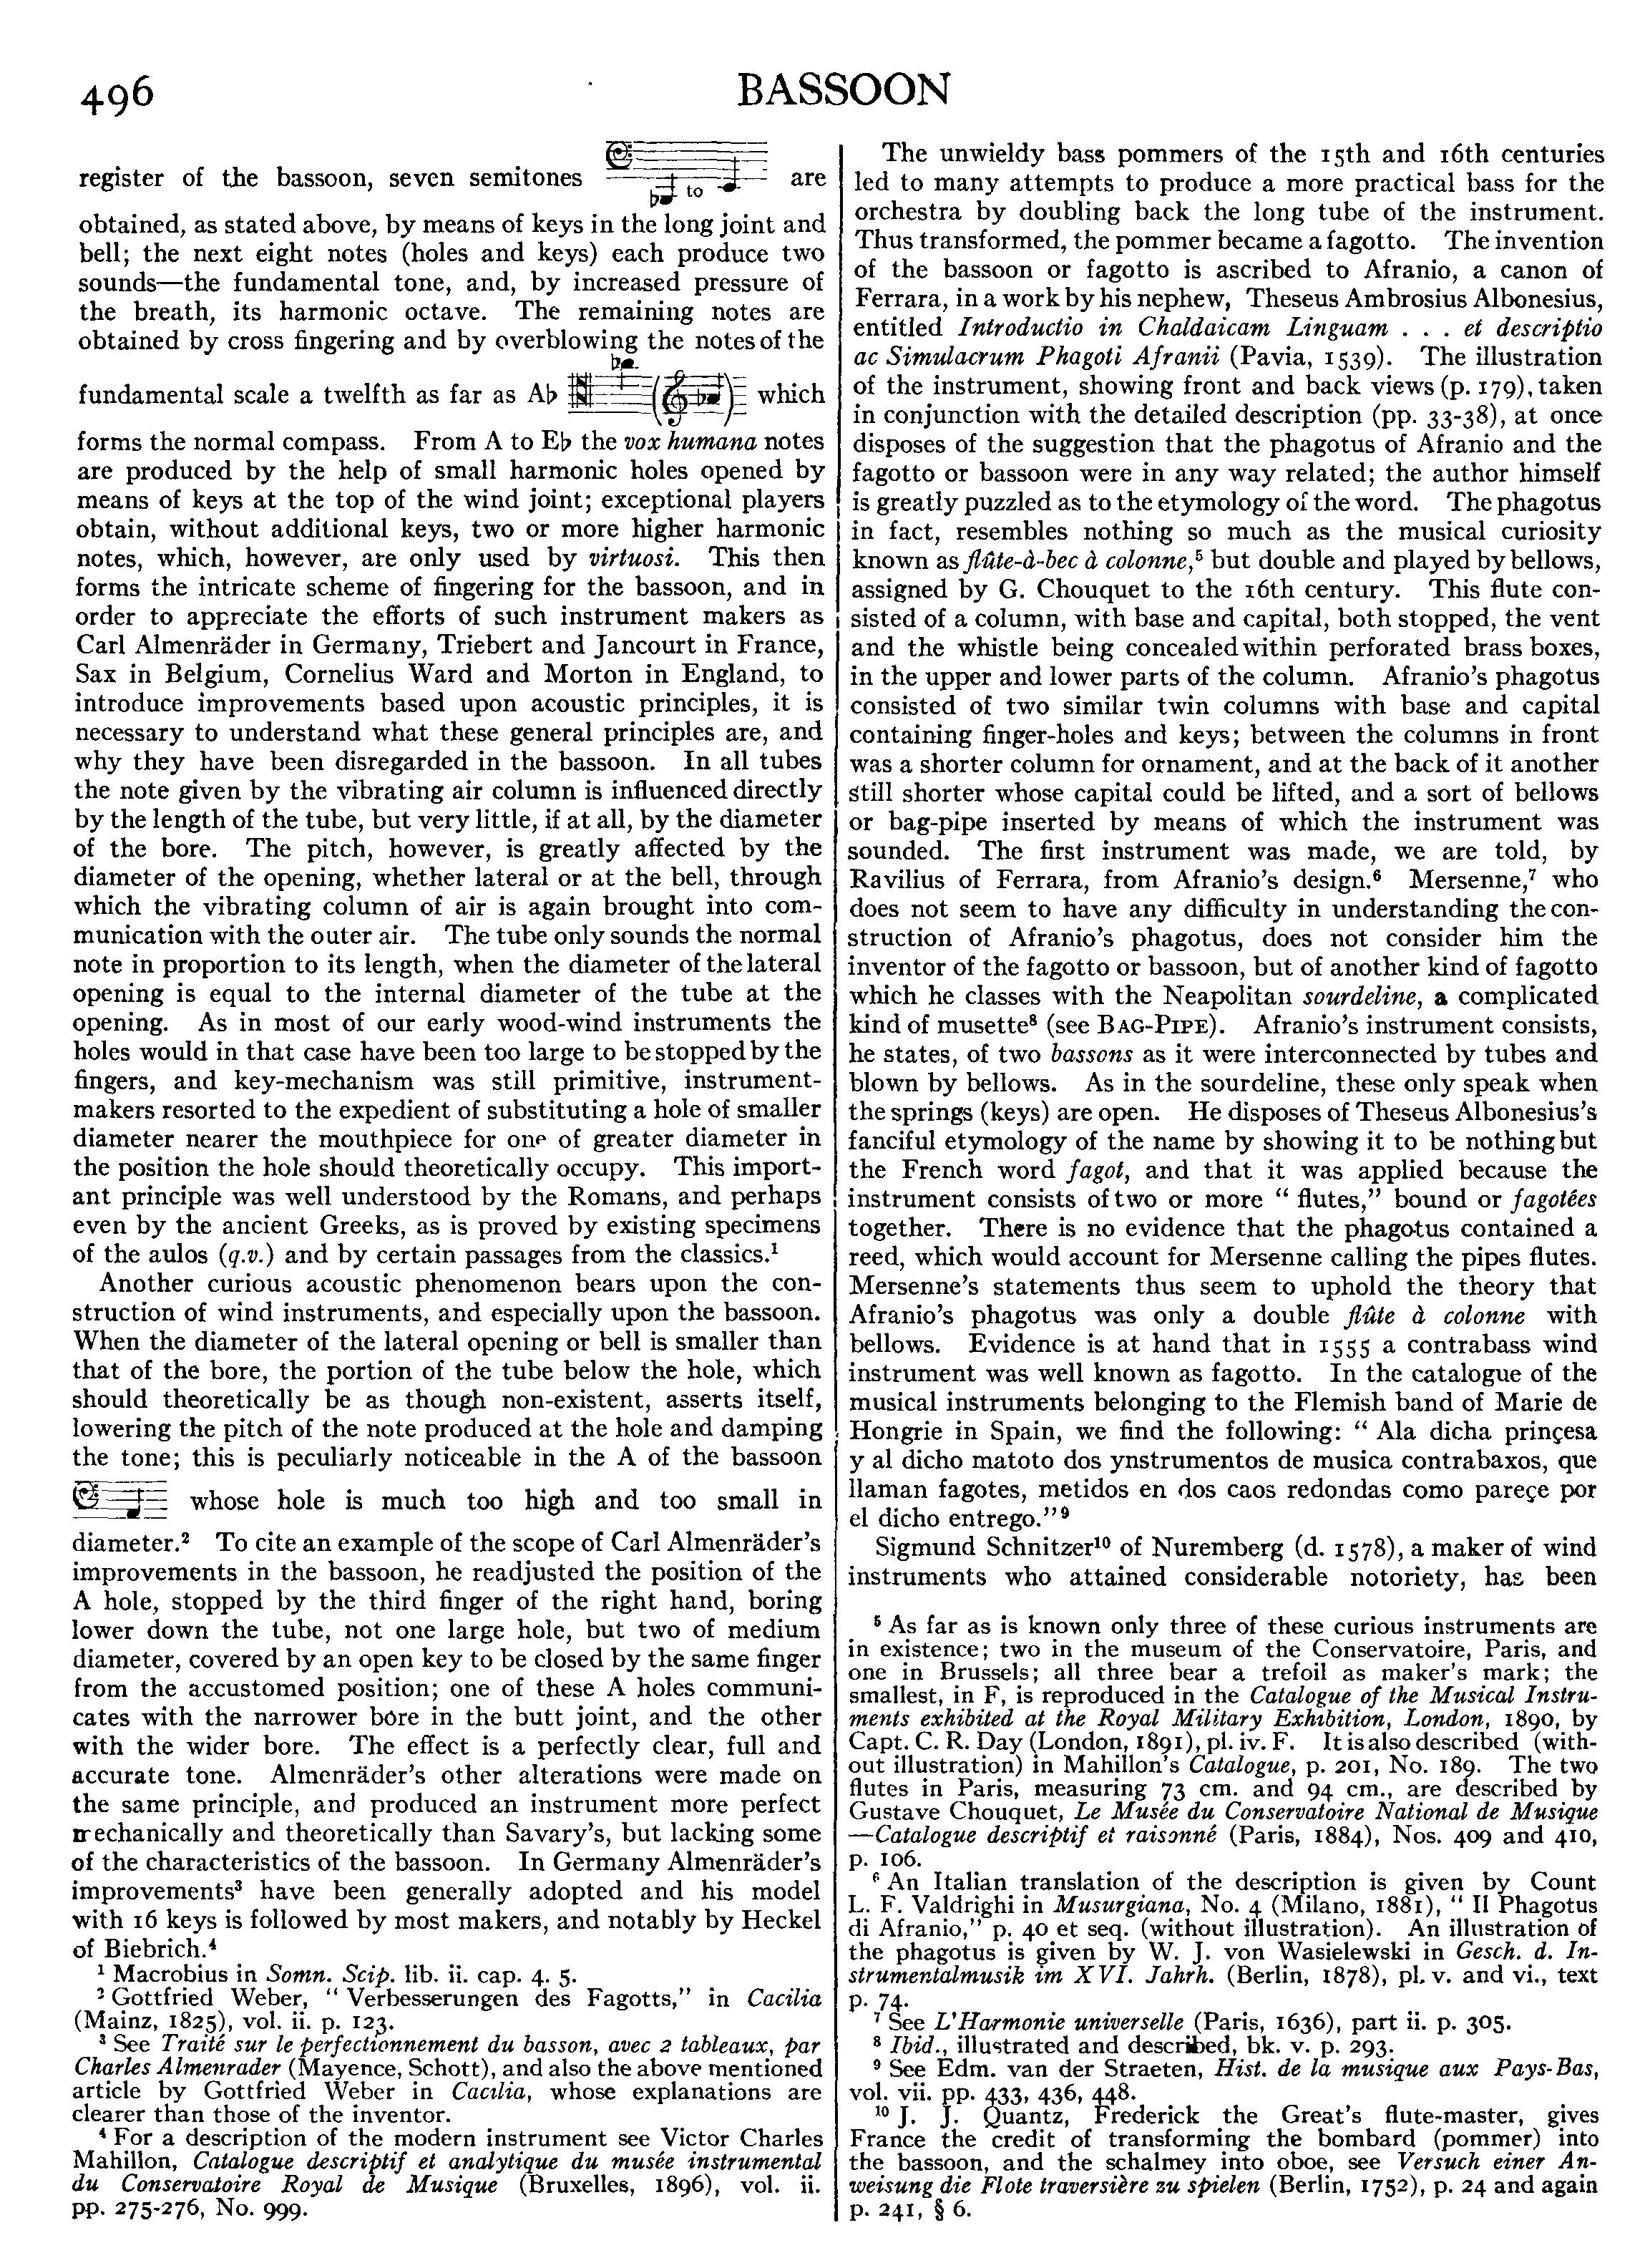 496
BASSOON
register of the bassoon, seven semitones to are
obtained, as stated above, by means of keys in the long joint and
bell; the next eight notes (holes and keys) each produce two
sounds—the fundamental tone, and, by increased pressure of
the breath, its harmonic octave. The remaining notes are
obtained by cross fingering and by overblowing the notes of the
fundamental scale a twelfth as far as A♭ ( ) which
forms the normal compass. From A to E♭ the vox humana notes
are produced by the help of small harmonic holes opened by
means of keys at the top of the wind joint; exceptional players
obtain, without additional keys, two or more higher harmonic
notes, which, however, are only used by virtuosi. This then
forms the intricate scheme of fingering for the bassoon, and in
order to appreciate the efforts of such instrument makers as
Carl Almenräder in Germany, Triebert and Jancourt in France,
Sax in Belgium, Cornelius Ward and Morton in England, to
introduce improvements based upon acoustic principles, it is
necessary to understand what these general principles are, and
why they have been disregarded in the bassoon. In all tubes
the note given by the vibrating air column is influenced directly
by the length of the tube, but very little, if at all, by the diameter
of the bore. The pitch, however, is greatly affected by the
diameter of the opening, whether lateral or at the bell, through
which the vibrating column of air is again brought into com-
munication with the outer air. The tube only sounds the normal
note in proportion to its length, when the diameter of the lateral
opening is equal to the internal diameter of the tube at the
opening. As in most of our early wood-wind instruments the
holes would in that case have been too large to be stopped by the
fingers, and key-mechanism was still primitive, instrument-
makers resorted to the expedient of substituting a hole of smaller
diameter nearer the mouthpiece for one of greater diameter in
the position the hole should theoretically occupy. This import-
ant principle was well understood by the Romans, and perhaps
even by the ancient Greeks, as is proved by existing specimens
of the aulos (q.v.) and by certain passages from the classics.¹
Another curious acoustic phenomenon bears upon the con-
struction of wind instruments, and especially upon the bassoon.
When the diameter of the lateral opening or bell is smaller than
that of the bore, the portion of the tube below the hole, which
should theoretically be as though non-existent, asserts itself,
lowering the pitch of the note produced at the hole and damping
the tone; this is peculiarly noticeable in the A of the bassoon
whose hole is much too high and too small in
diameter.² To cite an example of the scope of Carl Almenräder's
improvements in the bassoon, he readjusted the position of the
A hole, stopped by the third finger of the right hand, boring
lower down the tube, not one large hole, but two of medium
diameter, covered by an open key to be closed by the same finger
from the accustomed position; one of these A holes communi-
cates with the narrower bore in the butt joint, and the other
with the wider bore. The effect is a perfectly clear, full and
accurate tone. Almenräder's other alterations were made on
the same principle, and produced an instrument more perfect
mechanically and theoretically than Savary's, but lacking some
of the characteristics of the bassoon. In Germany Almenräder's
improvements³ have been generally adopted and his model
with 16 keys is followed by most makers, and notably by Heckel
of Biebrich.⁴
¹ Macrobius in Somn. Scip. lib. ii. cap. 4. 5.
² Gottfried Weber, “ Verbesserungen des Fagotts,” in Cacilia
(Mainz, 1825), vol. ii. p. 123.
³ See Traité sur le perfectionnement du basson, avec 2 tableaux, par
Charles Almenrader (Mayence, Schott), and also the above mentioned
article by Gottfried Weber in Cacilia, whose explanations are
clearer than those of the inventor.
⁴ For a description of the modern instrument see Victor Charles
Mahillon, Catalogue descriptif et analytique du musée instrumental
du Conservatoire Royal de Musique (Bruxelles, 1896), vol. ii.
pp. 275-276, No. 999.
The unwieldy bass pommers of the 15th and 16th centuries
led to many attempts to produce a more practical bass for the
orchestra by doubling back the long tube of the instrument.
Thus transformed, the pommer became a fagotto. The invention
of the bassoon or fagotto is ascribed to Afranio, a canon of
Ferrara, in a work by his nephew, Theseus Ambrosius Albonesius,
entitled Introductio in Chaldaicam Linguam . . . et descriptio
ac Simulacrum Phagoti Afranii (Pavia, 1539). The illustration
of the instrument, showing front and back views (p. 179), taken
in conjunction with the detailed description (pp. 33-38), at once
disposes of the suggestion that the phagotus of Afranio and the
fagotto or bassoon were in any way related; the author himself
is greatly puzzled as to the etymology of the word. The phagotus
in fact, resembles nothing so much as the musical curiosity
known as flûte-à-bec à colonne,⁵ but double and played by bellows,
assigned by G. Chouquet to the 16th century. This flute con-
sisted of a column, with base and capital, both stopped, the vent
and the whistle being concealed within perforated brass boxes,
in the upper and lower parts of the column. Afranio's phagotus
consisted of two similar twin columns with base and capital
containing finger-holes and keys; between the columns in front
was a shorter column for ornament, and at the back of it another
still shorter whose capital could be lifted, and a sort of bellows
or bag-pipe inserted by means of which the instrument was
sounded. The first instrument was made, we are told, by
Ravilius of Ferrara, from Afranio's design.⁶ Mersenne,⁷ who
does not seem to have any difficulty in understanding the con-
struction of Afranio's phagotus, does not consider him the
inventor of the fagotto or bassoon, but of another kind of fagotto
which he classes with the Neapolitan sourdeline, a complicated
kind of musette⁸ (see BAG-PIPE). Afranio's instrument consists,
he states, of two bassons as it were interconnected by tubes and
blown by bellows. As in the sourdeline, these only speak when
the springs (keys) are open. He disposes of Theseus Albonesius's
fanciful etymology of the name by showing it to be nothing but
the French word fagot, and that it was applied because the
instrument consists of two or more “ flutes,” bound or fagotées
together. There is no evidence that the phagotus contained a
reed, which would account for Mersenne calling the pipes flutes.
Mersenne's statements thus seem to uphold the theory that
Afranio's phagotus was only a double flûte à colonne with
bellows. Evidence is at hand that in 1555 a contrabass wind
instrument was well known as fagotto. In the catalogue of the
musical instruments belonging to the Flemish band of Marie de
Hongrie in Spain, we find the following: “ Ala dicha prinçesa
y al dicho matoto dos ynstrumentos de musica contrabaxos, que
llaman fagotes, metidos en dos caos redondas como pareçe por
el dicho entrego.”⁹
Sigmund Schnitzer¹⁰ of Nuremberg (d. 1578), a maker of wind
instruments who attained considerable notoriety, has been
⁵ As far as is known only three of these curious instruments are
in existence; two in the museum of the Conservatoire, Paris, and
one in Brussels; all three bear a trefoil as maker's mark; the
smallest, in F, is reproduced in the Catalogue of the Musical Instru-
ments exhibited at the Royal Military Exhibition, London, 1890, by
Capt. C. R. Day (London, 1891), pl. iv. F. It is also described (with-
out illustration) in Mahillon's Catalogue, p. 201, No. 189. The two
flutes in Paris, measuring 73 cm. and 94 cm., are described by
Gustave Chouquet, Le Musée du Conservatoire National de Musique
—Catalogue descriptif et raisonné (Paris, 1884), Nos. 409 and 410,
p. 106.
⁶ An Italian translation of the description is given by Count
L. F. Valdrighi in Musurgiana, No. 4 (Milano, 1881), “ Il Phagotus
di Afranio,” p. 40 et seq. (without illustration). An illustration of
the phagotus is given by W. J. von Wasielewski in Gesch. d. In-
strumentalmusik im XVI. Jahrh. (Berlin, 1878), pl. v. and vi., text
p. 74.
⁷ See L'Harmonie universelle (Paris, 1636), part ii. p. 305.
⁸ Ibid., illustrated and described, bk. v. p. 293.
⁹ See Edm. van der Straeten, Hist. de la musique aux Pays-Bas,
vol. vii. pp. 433, 436, 448.
¹⁰ J. J. Quantz, Frederick the Great's flute-master, gives
France the credit of transforming the bombard (pommer) into
the bassoon, and the schalmey into oboe, see Versuch einer An-
weisung die Flote traversière zu spielen (Berlin, 1752), p. 24 and again
p. 241, § 6.